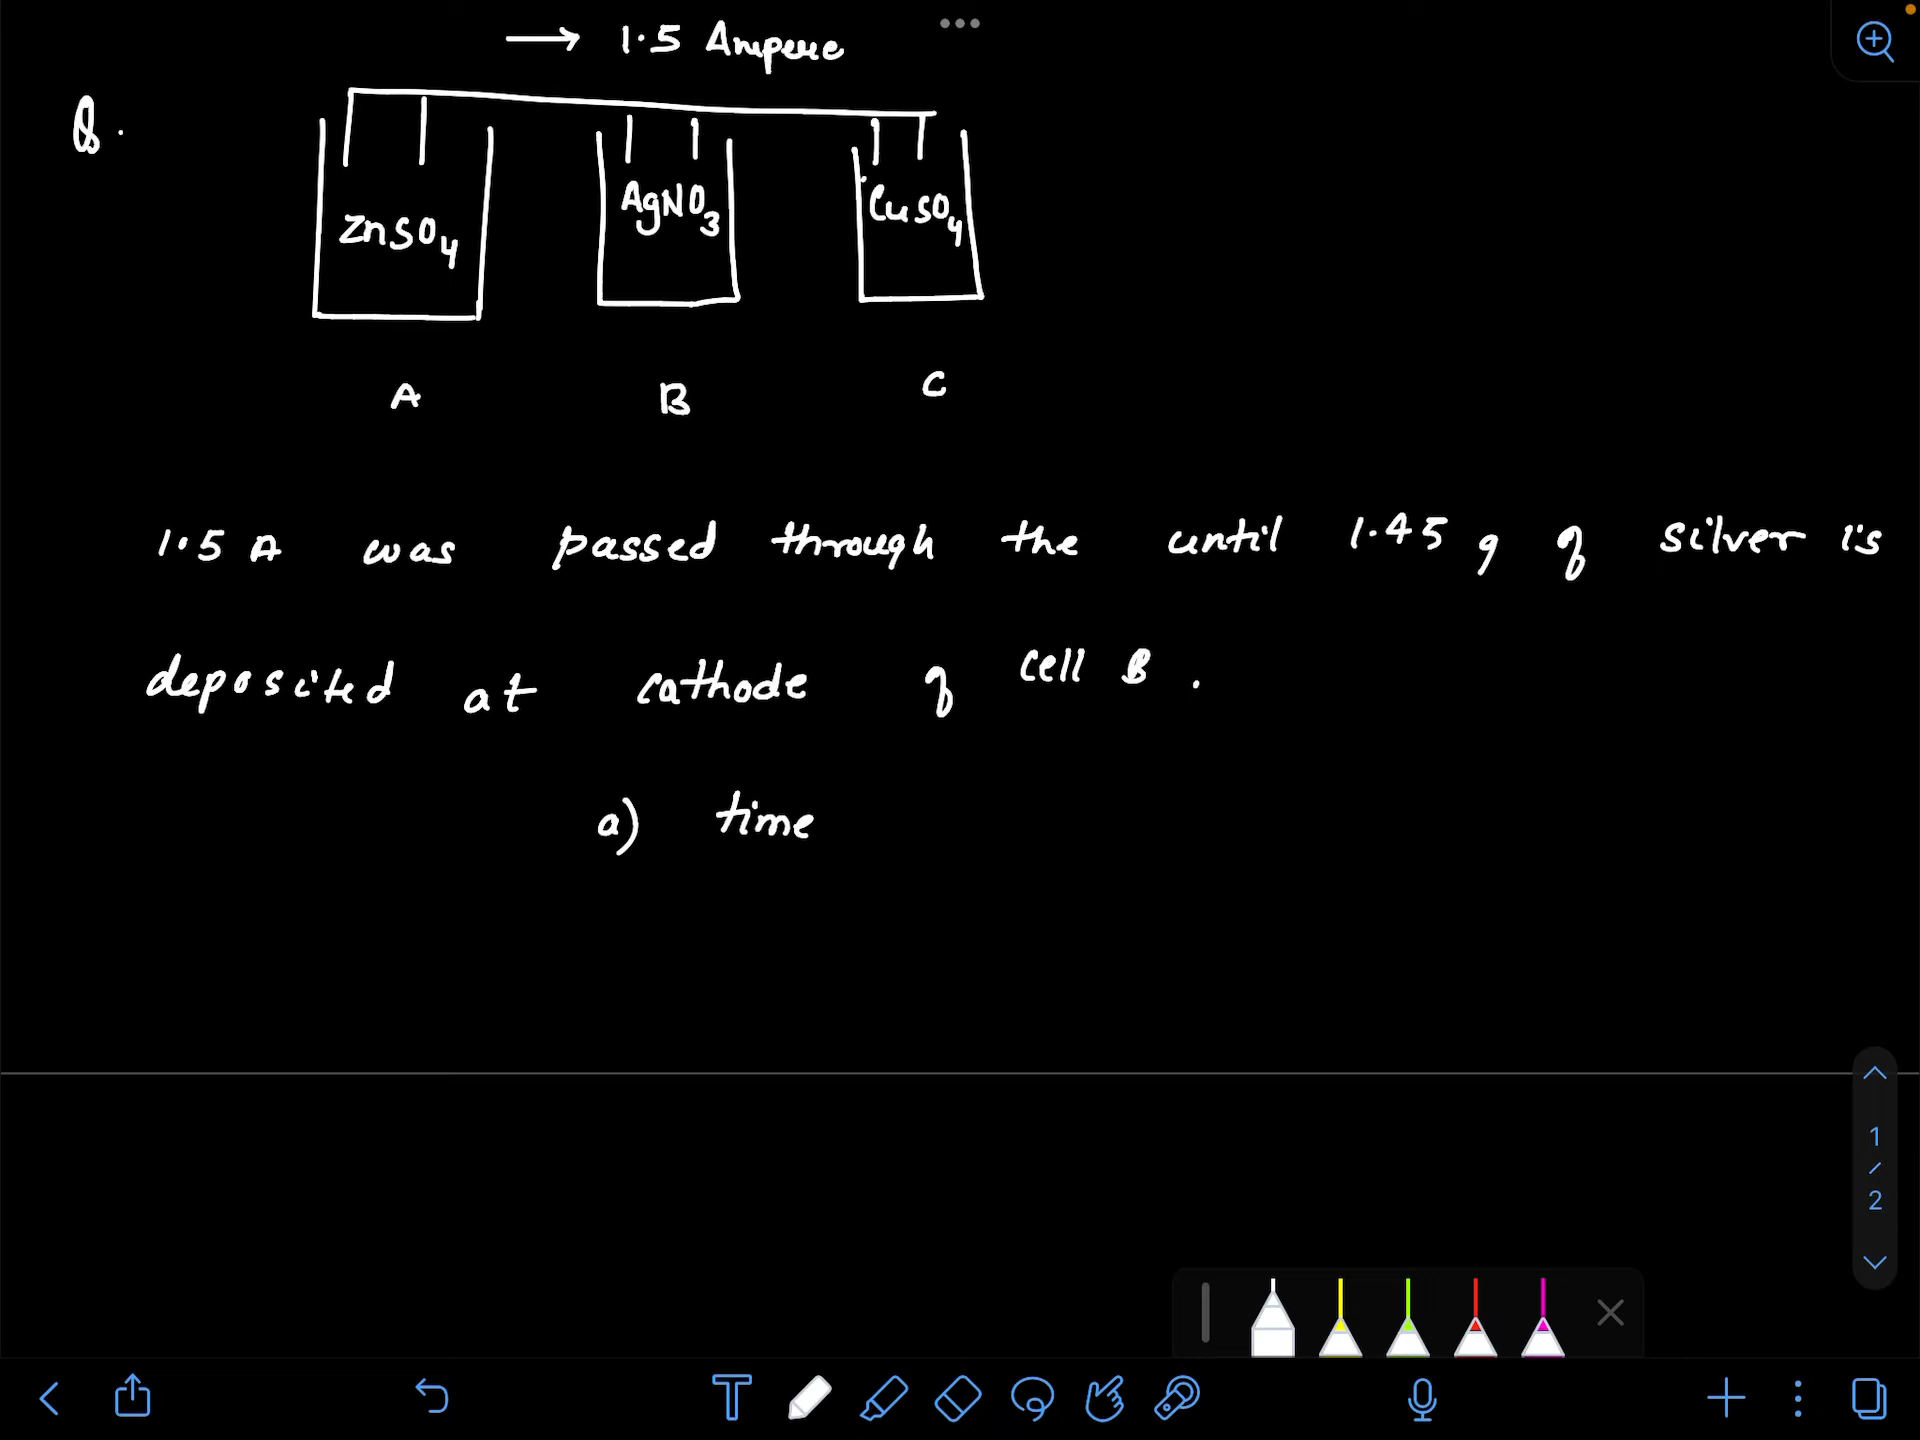 → 1.5 Ampere
Q.
ZnSO4 AgNO3 CuSO4
A B C
1.5 A was passed through the until 1.45 g of silver is
deposited at cathode of cell B.
a) time
1
/
2
T